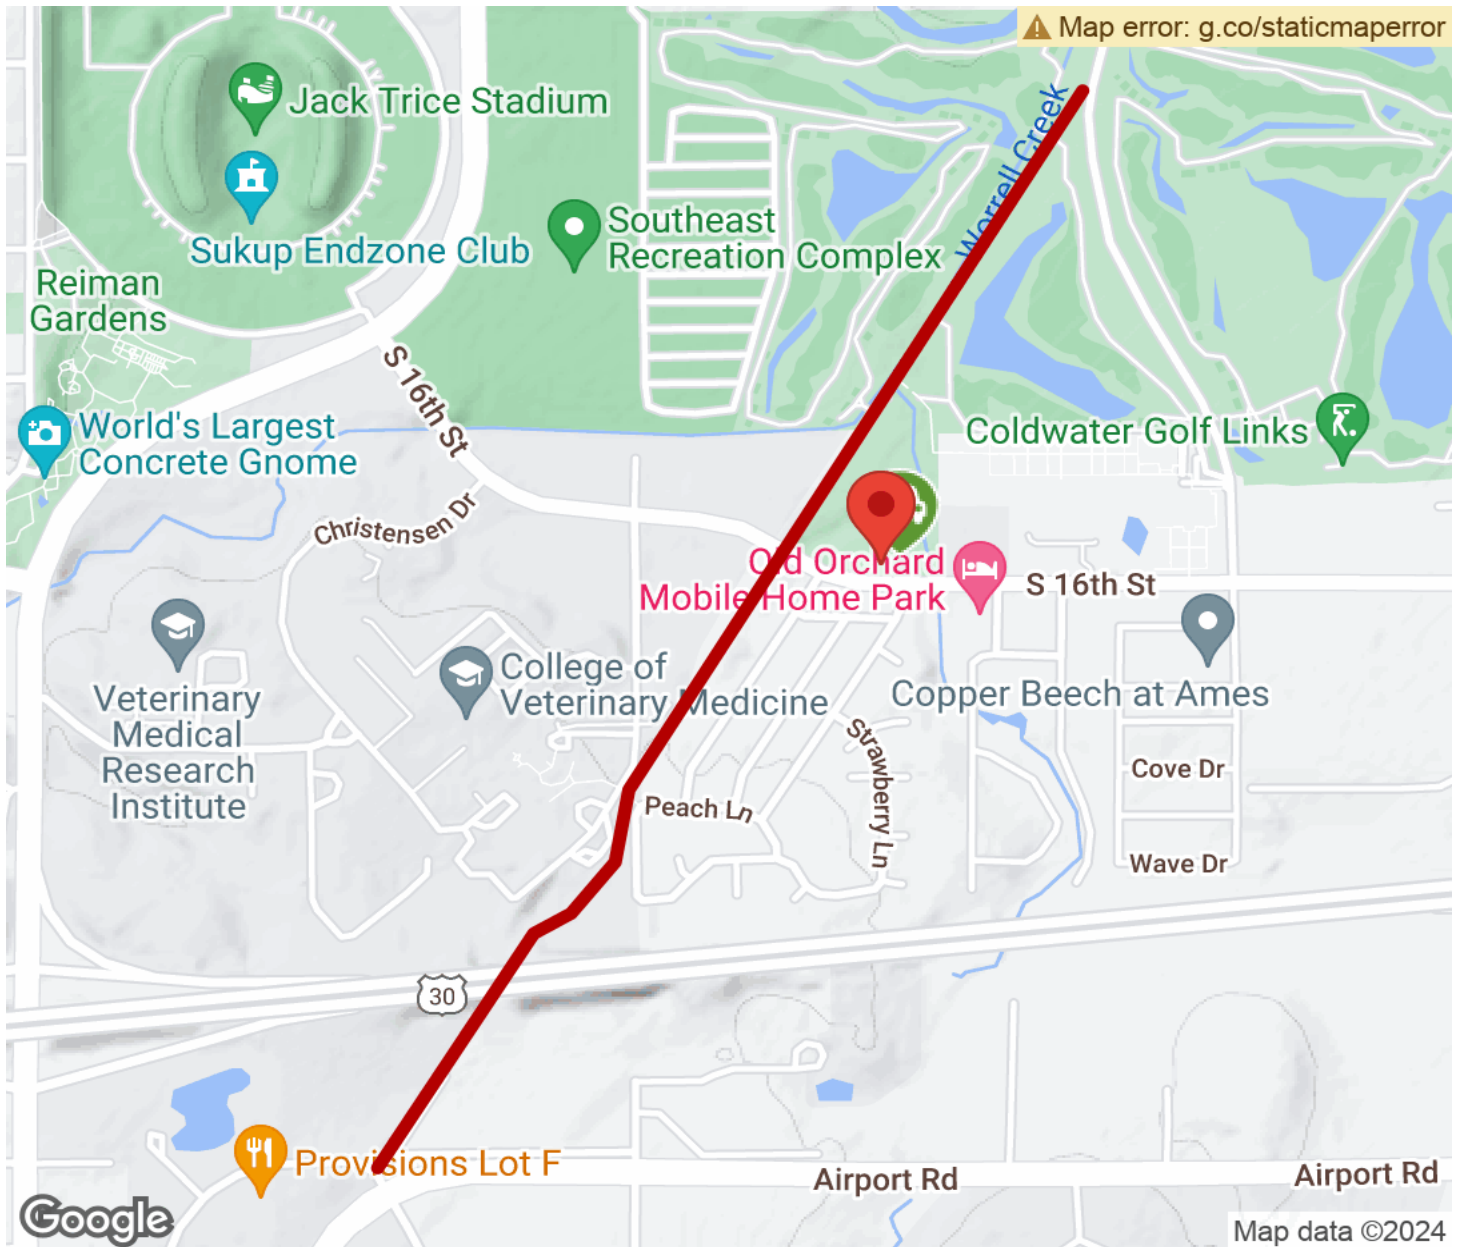 Map error: g.co/staticmaperror
Jack Trice Stadium
Worrell Creek
Sukup Endzone Club
Southeast
Recreation Complex
Reiman
Gardens
S 16th St
World's Largest
Concrete Gnome
Coldwater Golf Links
Christensen Dr
Old Orchard
Mobile Home Park
S 16th St
College of
Veterinary Medicine
Copper Beech at Ames
Veterinary
Medical
Research
Institute
Strawberry Ln
Cove Dr
Peach Ln
Wave Dr
30
Provisions Lot F
Airport Rd
Airport Rd
Google
Map data ©2024